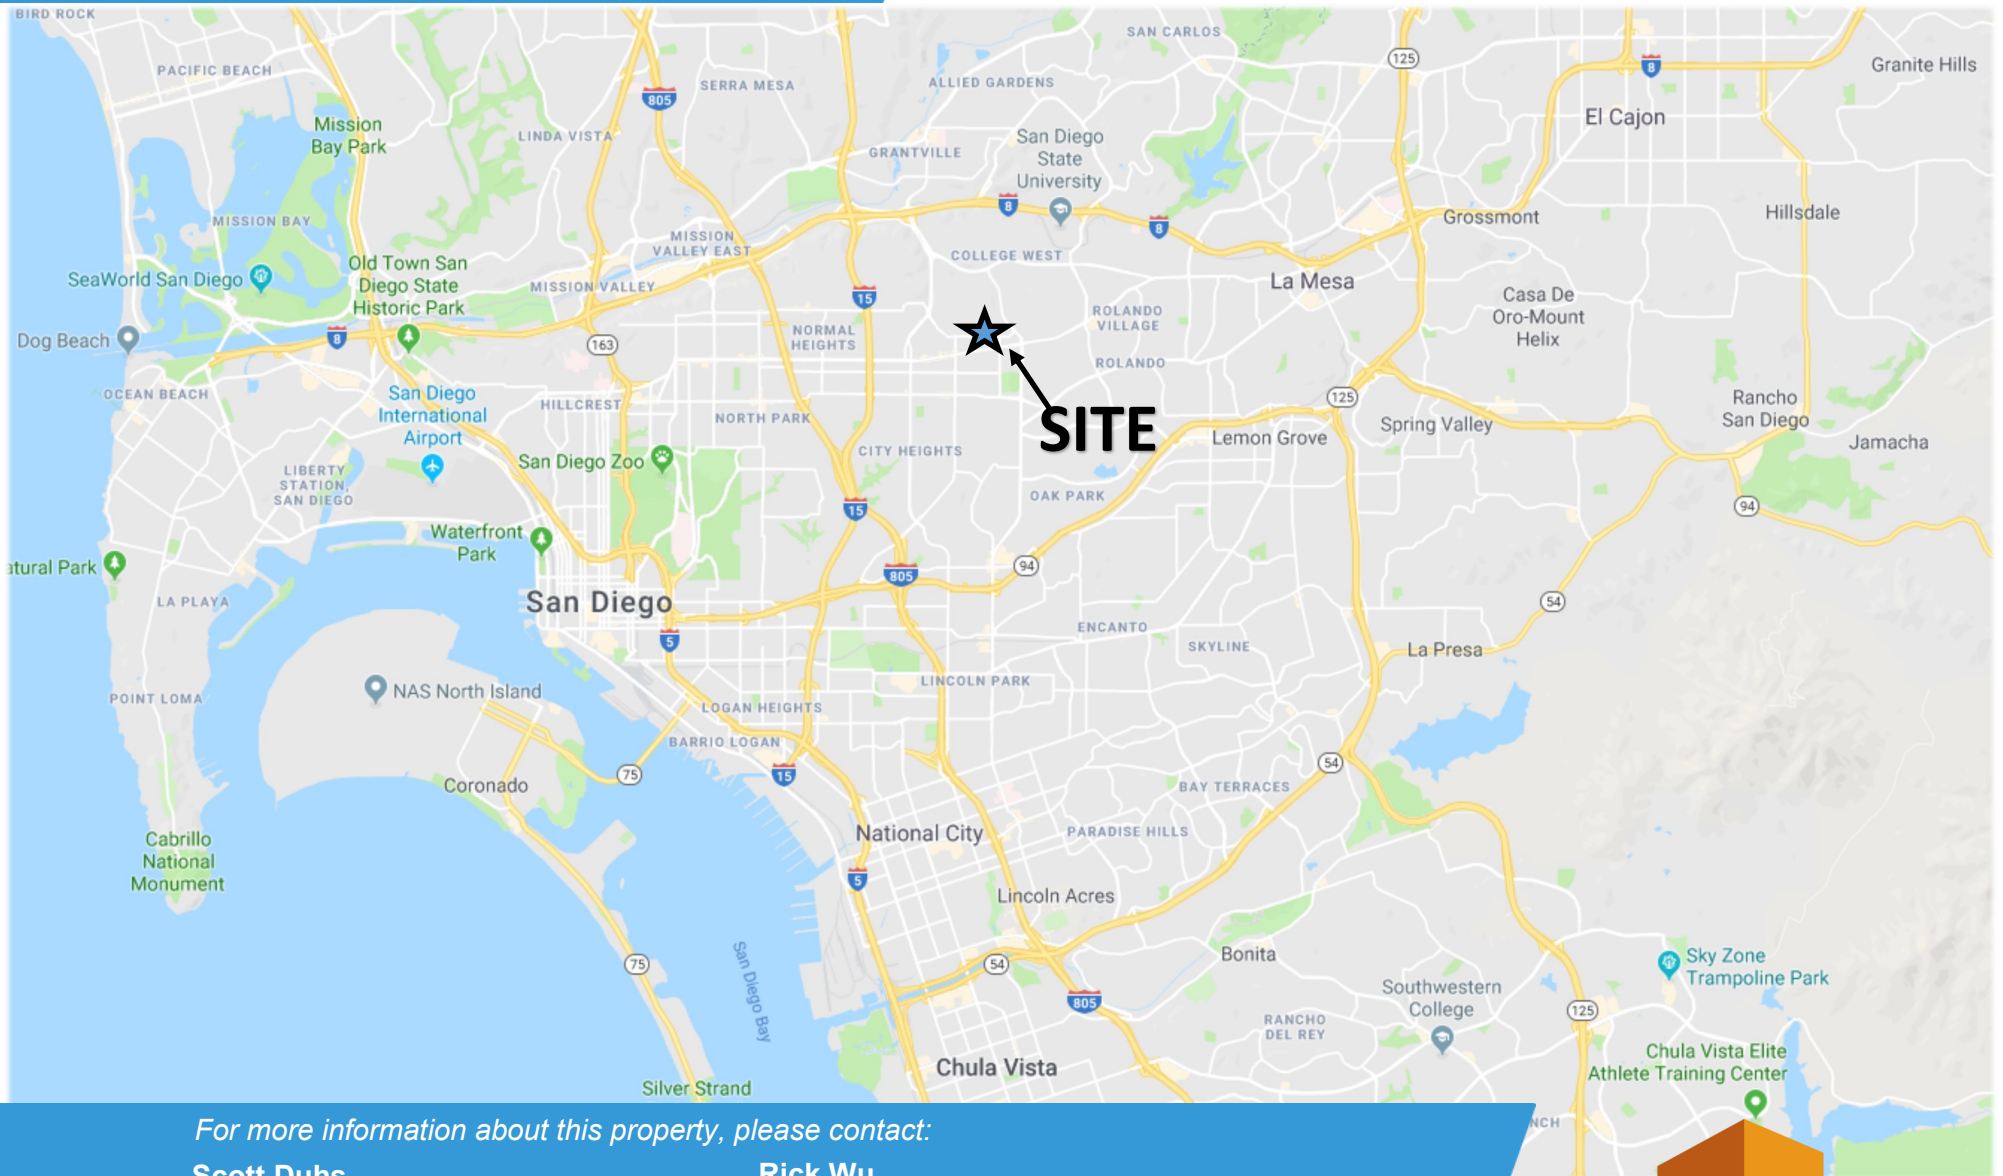 BIRD ROCK
SAN CARLOS
125
8
Granite Hills
PACIFIC BEACH
805
SERRA MESA
ALLIED GARDENS
El Cajon
Mission
Bay Park
LINDA VISTA
GRANTVILLE
San Diego
State
University
8
8
Grossmont
Hillsdale
MISSION BAY
MISSION
VALLEY EAST
COLLEGE WEST
SeaWorld San Diego
Old Town San
Diego State
Historic Park
MISSION VALLEY
15
La Mesa
Casa De
Oro-Mount
Helix
ROLANDO
VILLAGE
Dog Beach
8
163
NORMAL
HEIGHTS
ROLANDO
OCEAN BEACH
San Diego
International
Airport
HILLCREST
NORTH PARK
SITE
125
Spring Valley
Rancho
San Diego
Jamacha
Lemon Grove
CITY HEIGHTS
LIBERTY
STATION,
SAN DIEGO
San Diego Zoo
OAK PARK
15
94
Waterfront
Park
atural Park
805
94
LA PLAYA
San Diego
54
5
ENCANTO
SKYLINE
La Presa
POINT LOMA
NAS North Island
LINCOLN PARK
LOGAN HEIGHTS
BARRIO LOGAN
15
75
54
Coronado
BAY TERRACES
Cabrillo
National
Monument
National City
PARADISE HILLS
5
Lincoln Acres
75
San Diego Bay
54
Bonita
Sky Zone
Trampoline Park
805
Southwestern
College
125
RANCHO
DEL REY
Chula Vista
Chula Vista Elite
Athlete Training Center
Silver Strand
NCH
For more information about this property, please contact:
Scott Duhs
Rick Wu